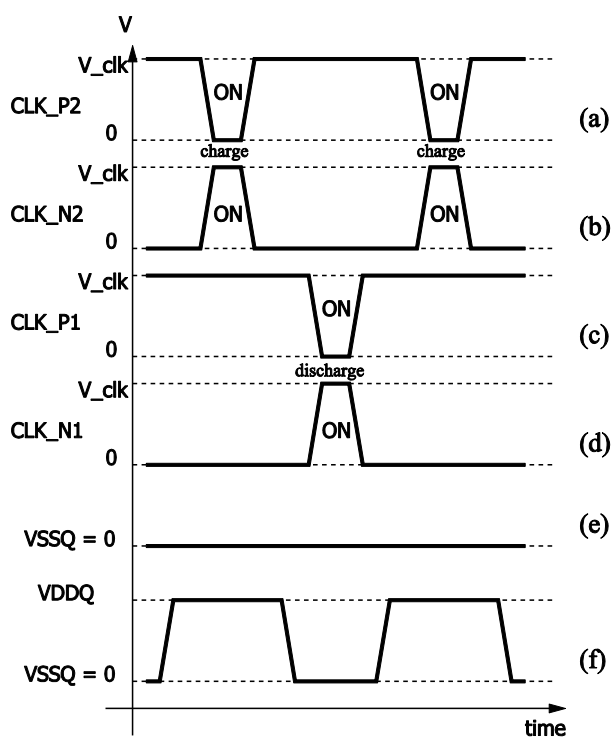 V
V_clk
CLK_P2 ON ON (a)
0
charge charge
V_clk
CLK_N2 ON ON (b)
0
V_clk
CLK_P1 ON (c)
0
discharge
V_clk
CLK_N1 ON (d)
0
VSSQ = 0 (e)
VDDQ
VSSQ = 0 (f)
time